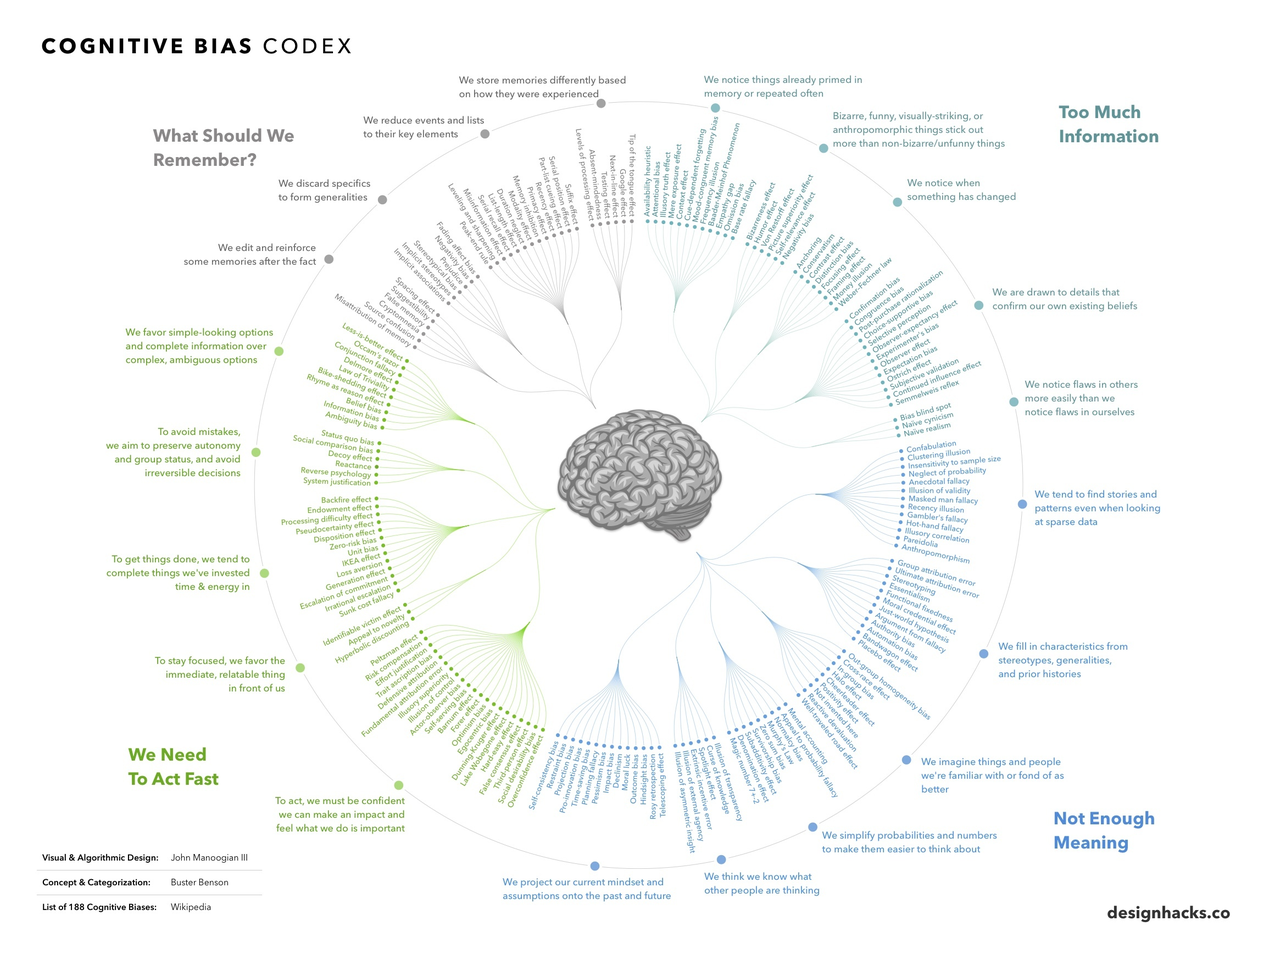 COGNITIVE BIAS CODEX
We store memories differently based
on how they were experienced
We reduce events and lists
to their key elements
We discard specifics
to form generalities
We edit and reinforce
some memories after the fact
What Should We
Remember?
Tip of the tongue effect
Google effect
Next-in-line effect
Testing effect
Absent-mindedness
Levels of processing effect
Suffix effect
Serial position effect
Part-list cueing effect
Recency effect
Primacy effect
Memory inhibition
Modality effect
Duration neglect
List-length effect
Serial recall effect
Misinformation effect
Leveling and sharpening
Peak-end rule
Fading affect bias
Negativity bias
Prejudice
Stereotypical bias
Implicit stereotypes
Implicit associations
Spacing effect
Suggestibility
False memory
Cryptomnesia
Source confusion
Misattribution of memory
We notice things already primed in
memory or repeated often
Bizarre, funny, visually-striking, or
anthropomorphic things stick out
more than non-bizarre/unfunny things
We notice when
something has changed
We are drawn to details that
confirm our own existing beliefs
We notice flaws in others
more easily than we
notice flaws in ourselves
Too Much
Information
Availability heuristic
Attentional bias
Illusory truth effect
Mere exposure effect
Context effect
Cue-dependent forgetting
Mood-congruent memory bias
Frequency illusion
Baader-Meinhof Phenomenon
Empathy gap
Omission bias
Base rate fallacy
Bizarreness effect
Humor effect
Von Restorff effect
Picture superiority effect
Self-relevance effect
Negativity bias
Anchoring
Conservatism
Contrast effect
Distinction bias
Focusing effect
Framing effect
Money illusion
Weber-Fechner law
Confirmation bias
Congruence bias
Post-purchase rationalization
Choice-supportive bias
Selective perception
Observer-expectancy effect
Experimenter's bias
Observer effect
Expectation bias
Ostrich effect
Subjective validation
Continued influence effect
Semmelweis reflex
Bias blind spot
Naïve cynicism
Naïve realism
We tend to find stories and
patterns even when looking
at sparse data
We fill in characteristics from
stereotypes, generalities,
and prior histories
We imagine things and people
we're familiar with or fond of as
better
We simplify probabilities and numbers
to make them easier to think about
We think we know what
other people are thinking
We project our current mindset and
assumptions onto the past and future
Not Enough
Meaning
Confabulation
Clustering illusion
Insensitivity to sample size
Neglect of probability
Anecdotal fallacy
Illusion of validity
Masked man fallacy
Recency illusion
Gambler's fallacy
Hot-hand fallacy
Illusory correlation
Pareidolia
Anthropomorphism
Group attribution error
Ultimate attribution error
Stereotyping
Essentialism
Functional fixedness
Moral credential effect
Just-world hypothesis
Argument from fallacy
Authority bias
Automation bias
Bandwagon effect
Placebo effect
Out-group homogeneity bias
Cross-race effect
In-group bias
Halo effect
Cheerleader effect
Positivity effect
Not invented here
Reactive devaluation
Well-traveled road effect
Mental accounting
Appeal to probability fallacy
Normalcy bias
Murphy's Law
Zero sum bias
Survivorship bias
Subadditivity effect
Denomination effect
Magic number 7+-2
Illusion of transparency
Curse of knowledge
Spotlight effect
Extrinsic incentive error
Illusion of external agency
Illusion of asymmetric insight
Telescoping effect
Rosy retrospection
Hindsight bias
Outcome bias
Moral luck
Declinism
Impact bias
Pessimism bias
Planning fallacy
Time-saving bias
Pro-innovation bias
Projection bias
Restraint bias
Self-consistency bias
We favor simple-looking options
and complete information over
complex, ambiguous options
To avoid mistakes,
we aim to preserve autonomy
and group status, and avoid
irreversible decisions
To get things done, we tend to
complete things we've invested
time & energy in
To stay focused, we favor the
immediate, relatable thing
in front of us
To act, we must be confident
we can make an impact and
feel what we do is important
We Need
To Act Fast
Less-is-better effect
Occam's razor
Conjunction fallacy
Delmore effect
Law of Triviality
Bike-shedding effect
Rhyme as reason effect
Belief bias
Information bias
Ambiguity bias
Status quo bias
Social comparison bias
Decoy effect
Reactance
Reverse psychology
System justification
Backfire effect
Endowment effect
Processing difficulty effect
Pseudocertainty effect
Disposition effect
Zero-risk bias
Unit bias
IKEA effect
Loss aversion
Generation effect
Escalation of commitment
Irrational escalation
Sunk cost fallacy
Identifiable victim effect
Appeal to novelty
Hyperbolic discounting
Peltzman effect
Risk compensation
Effort justification
Trait ascription bias
Defensive attribution
Fundamental attribution error
Illusory superiority
Illusion of control
Actor-observer bias
Self-serving bias
Barnum effect
Forer effect
Optimism bias
Egocentric bias
Dunning-Kruger effect
Lake Wobegone effect
Hard-easy effect
False consensus effect
Third-person effect
Social desirability bias
Overconfidence effect
Visual & Algorithmic Design: John Manoogian III
Concept & Categorization: Buster Benson
List of 188 Cognitive Biases: Wikipedia
designhacks.co